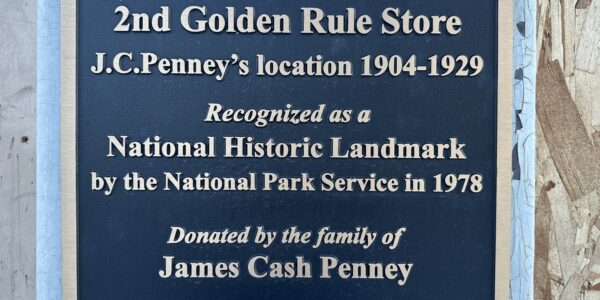 2nd Golden Rule Store
J.C.Penney's location 1904-1929
Recognized as a
National Historic Landmark
by the National Park Service in 1978
Donated by the family of
James Cash Penney